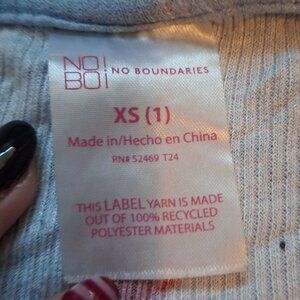 NO!
BO! NO BOUNDARIES
XS (1)
Made in/Hecho en China
RN# 52469 T24
THIS LABEL YARN IS MADE
OUT OF 100% RECYCLED
POLYESTER MATERIALS